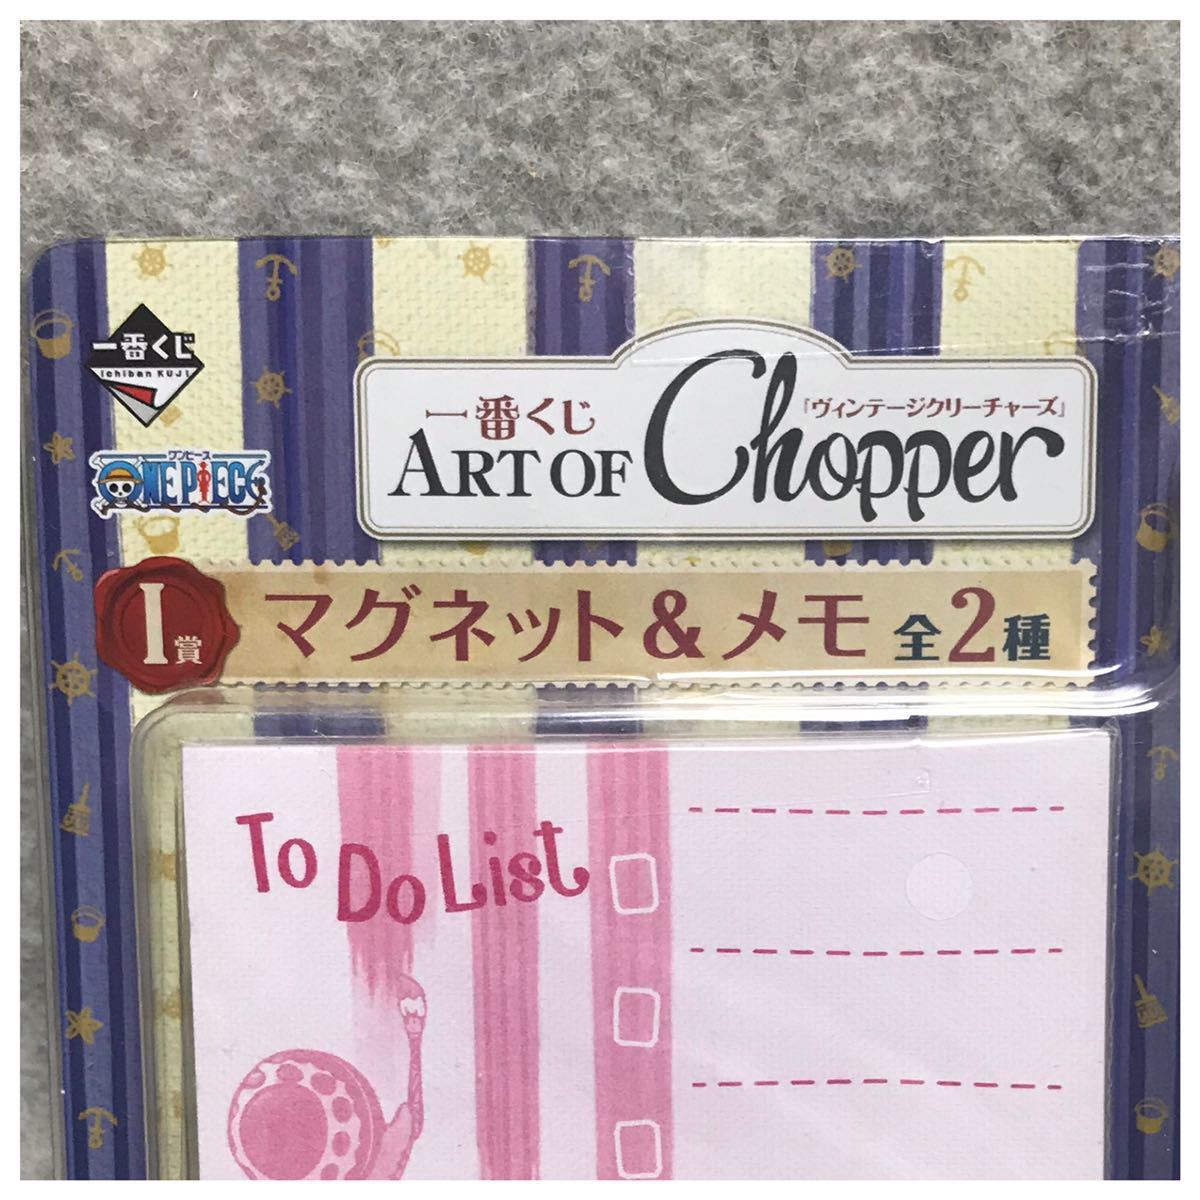 一番くじ
Ichiban KUJI
ワンピース
ONE PIECE
一番くじ
『ヴィンテージクリーチャーズ』
ART OF Chopper
I賞
マグネット&メモ 全2種
To Do List